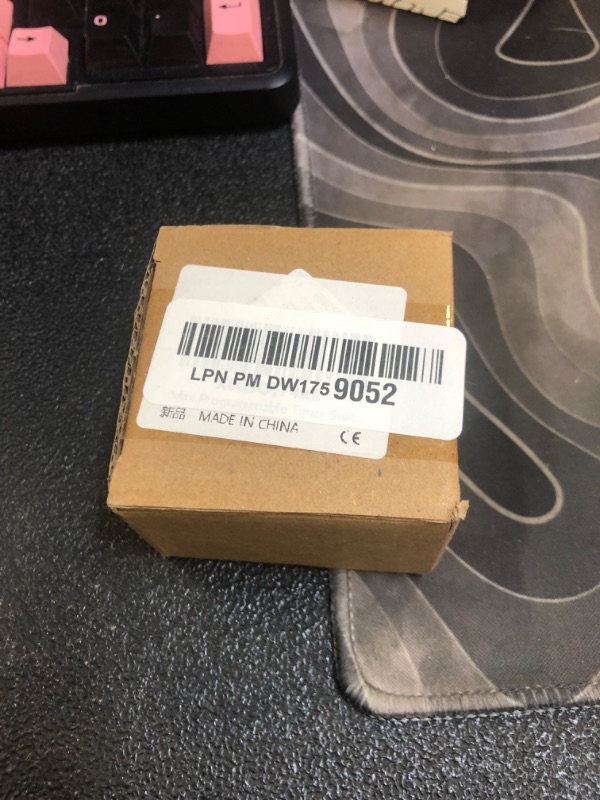 LPN PM DW175 9052
新品 MADE IN CHINA
CE